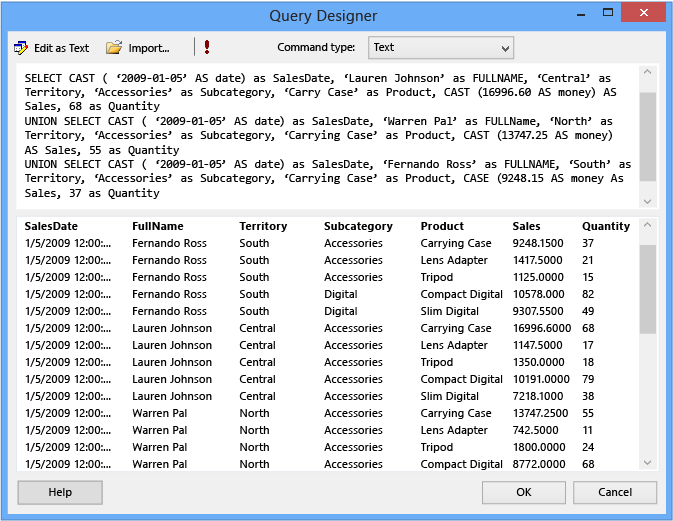 Query Designer
Edit as Text Import... Command type: Text
SELECT CAST ( ‘2009-01-05’ AS date) as SalesDate, ‘Lauren Johnson’ as FULLNAME, ‘Central’ as
Territory, ‘Accessories’ as Subcategory, ‘Carry Case’ as Product, CAST (16996.60 AS money) AS
Sales, 68 as Quantity
UNION SELECT CAST ( ‘2009-01-05’ AS date) as SalesDate, ‘Warren Pal’ as FULLName, ‘North’ as
Territory, ‘Accessories’ as Subcategory, ‘Carrying Case’ as Product, CAST (13747.25 AS money)
AS Sales, 55 as Quantity
UNION SELECT CAST ( ‘2009-01-05’ AS date) as SalesDate, ‘Fernando Ross’ as FULLNAME, ‘South’ as
Territory, ‘Accessories’ as Subcategory, ‘Carrying Case’ as Product, CASE (9248.15 AS money As
Sales, 37 as Quantity
SalesDate FullName Territory Subcategory Product Sales Quantity
1/5/2009 12:00:... Fernando Ross South Accessories Carrying Case 9248.1500 37
1/5/2009 12:00:... Fernando Ross South Accessories Lens Adapter 1417.5000 21
1/5/2009 12:00:... Fernando Ross South Accessories Tripod 1125.0000 15
1/5/2009 12:00:... Fernando Ross South Digital Compact Digital 10578.000 82
1/5/2009 12:00:... Fernando Ross South Digital Slim Digital 9307.5500 49
1/5/2009 12:00:... Lauren Johnson Central Accessories Carrying Case 16996.6000 68
1/5/2009 12:00:... Lauren Johnson Central Accessories Lens Adapter 1147.5000 17
1/5/2009 12:00:... Lauren Johnson Central Accessories Tripod 1350.0000 18
1/5/2009 12:00:... Lauren Johnson Central Accessories Compact Digital 10191.0000 79
1/5/2009 12:00:... Lauren Johnson Central Accessories Slim Digital 7218.1000 38
1/5/2009 12:00:... Warren Pal North Accessories Carrying Case 13747.2500 55
1/5/2009 12:00:... Warren Pal North Accessories Lens Adapter 742.5000 11
1/5/2009 12:00:... Warren Pal North Accessories Tripod 1800.0000 24
1/5/2009 12:00:... Warren Pal North Accessories Compact Digital 8772.0000 68
Help OK Cancel